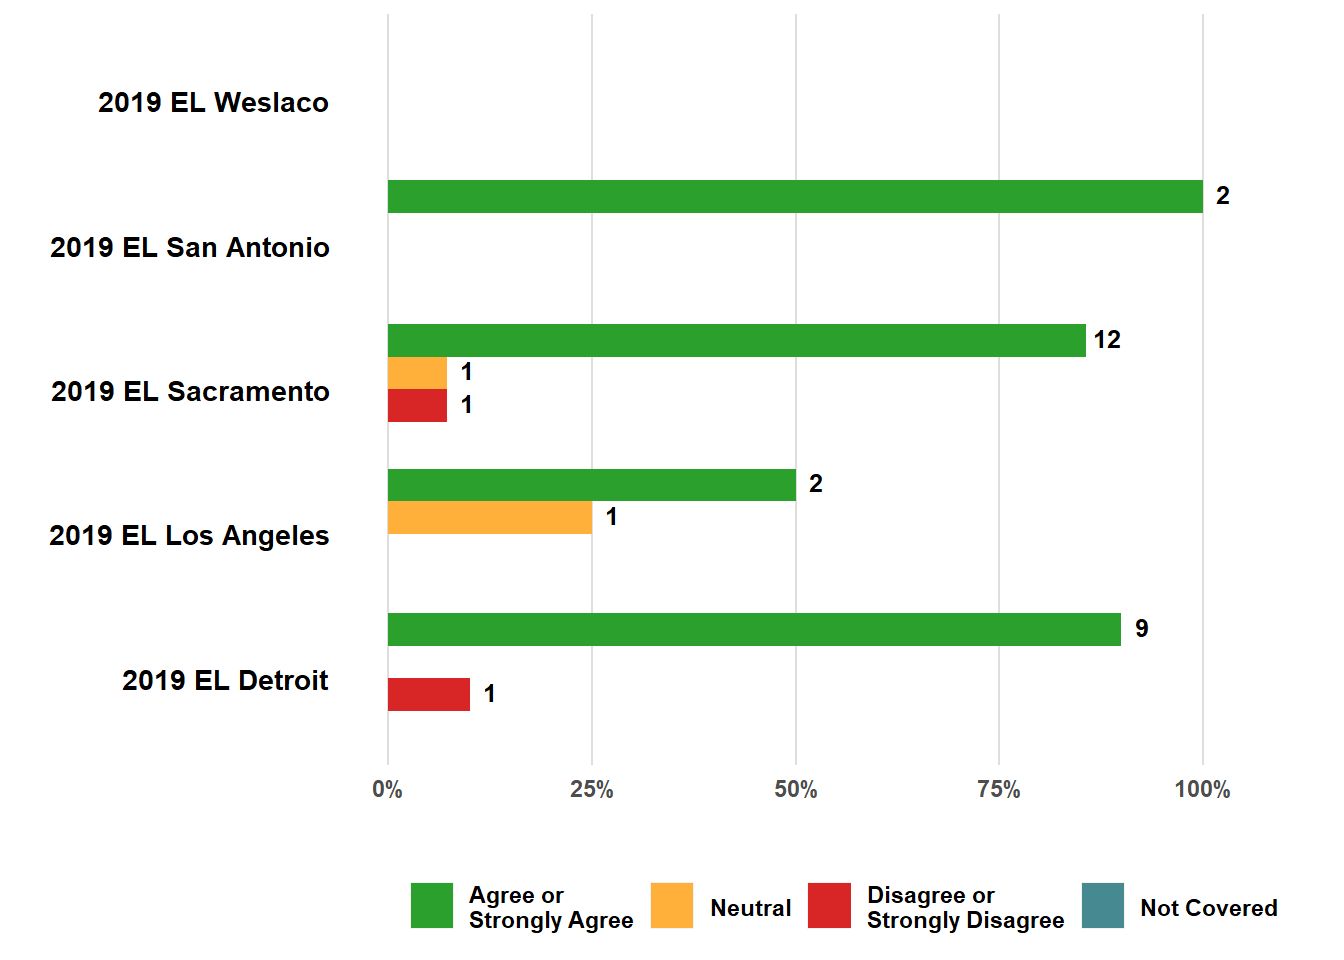 2019 EL Weslaco
2
2019 EL San Antonio
12
1
2019 EL Sacramento
1
2
1
2019 EL Los Angeles
9
2019 EL Detroit
1
0% 25% 50% 75% 100%
Agree or
Strongly Agree
Neutral
Disagree or
Strongly Disagree
Not Covered